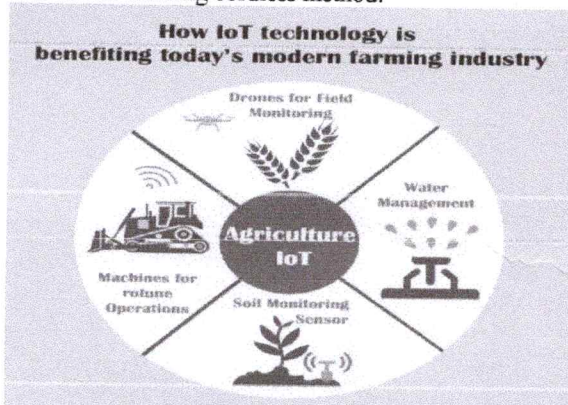 method.
How IoT technology is
benefiting today's modern farming industry
Drones for Field
Monitoring
Water
Management
Agriculture
IoT
Machines for
rotune
Operations
Soil Monitoring
Sensor